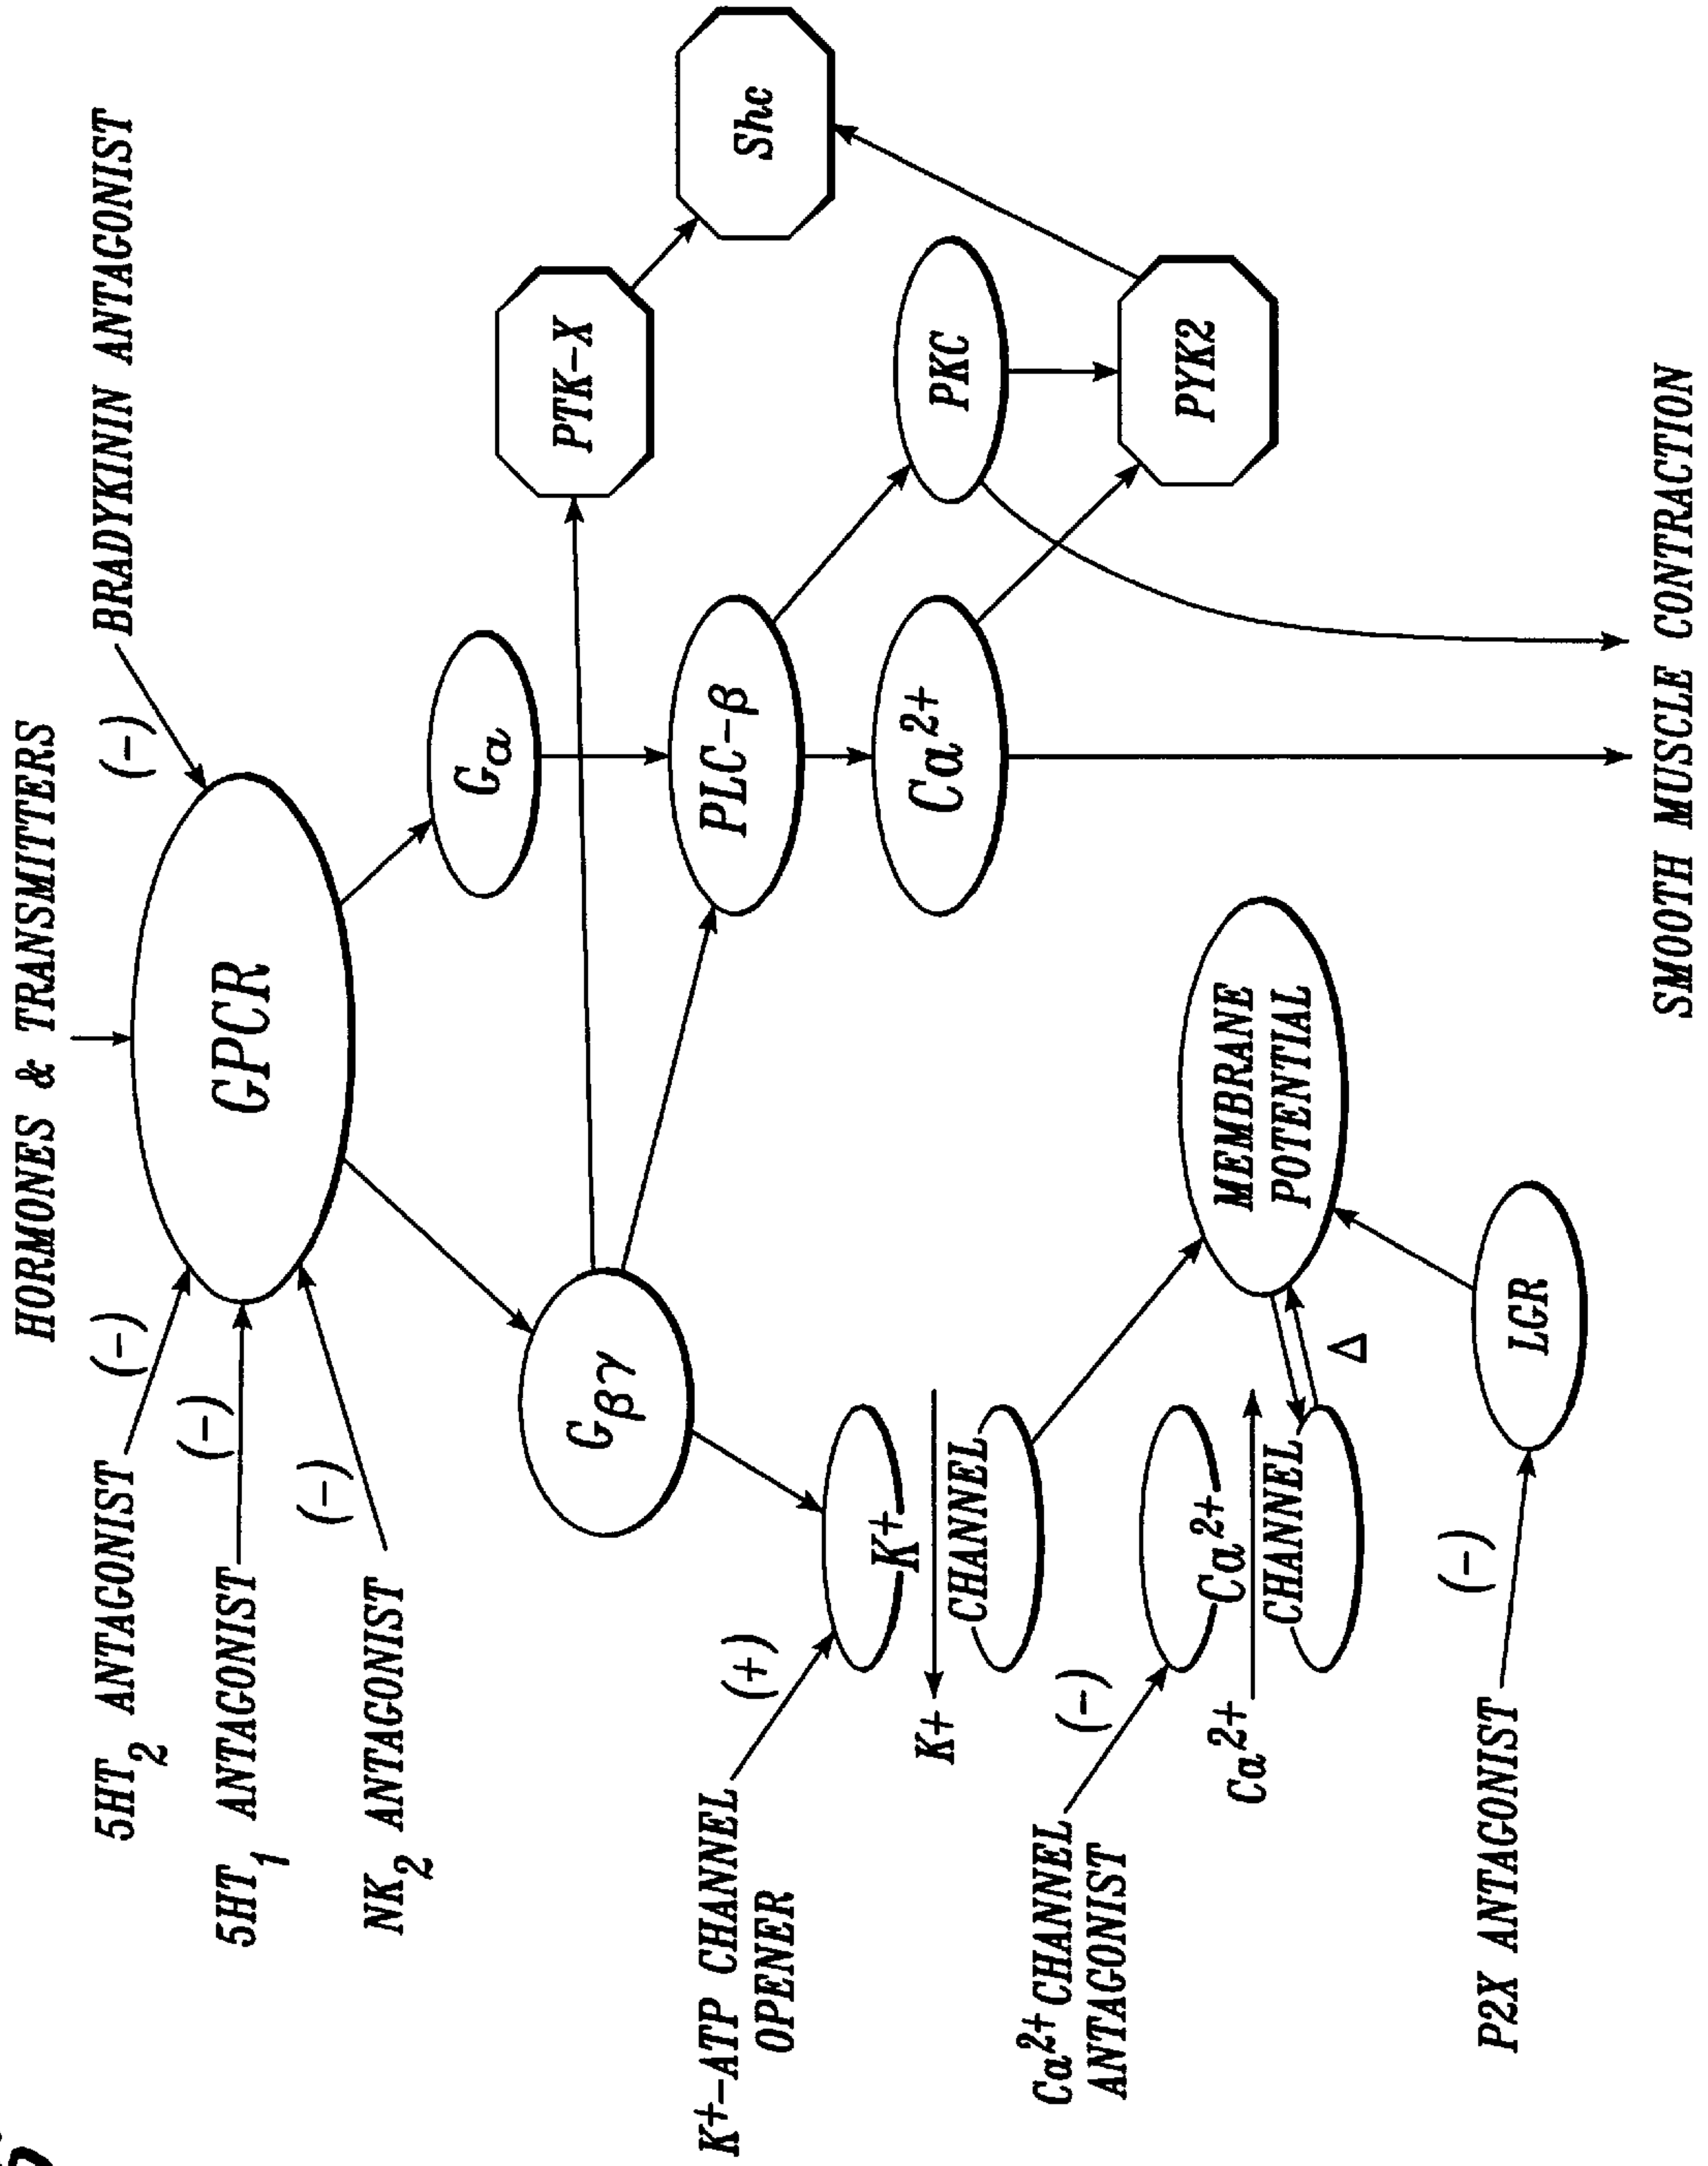 HORMONES & TRANSMITTERS
5HT2 ANTAGONIST
(-)
(-)
BRADYKININ ANTAGONIST
5HT1 ANTAGONIST
(-)
GPCR
NK2 ANTAGONIST
(-)
Gα
Gβγ
PTK-X
Shc
K+-ATP CHANNEL
OPENER
(+)
PLC-β
K+
K+
CHANNEL
Ca2+
PKC
Ca2+ CHANNEL
ANTAGONIST
(-)
Ca2+
Ca2+
CHANNEL
MEMBRANE
POTENTIAL
PYK2
Δ
P2X ANTAGONIST
(-)
LGR
SMOOTH MUSCLE CONTRACTION